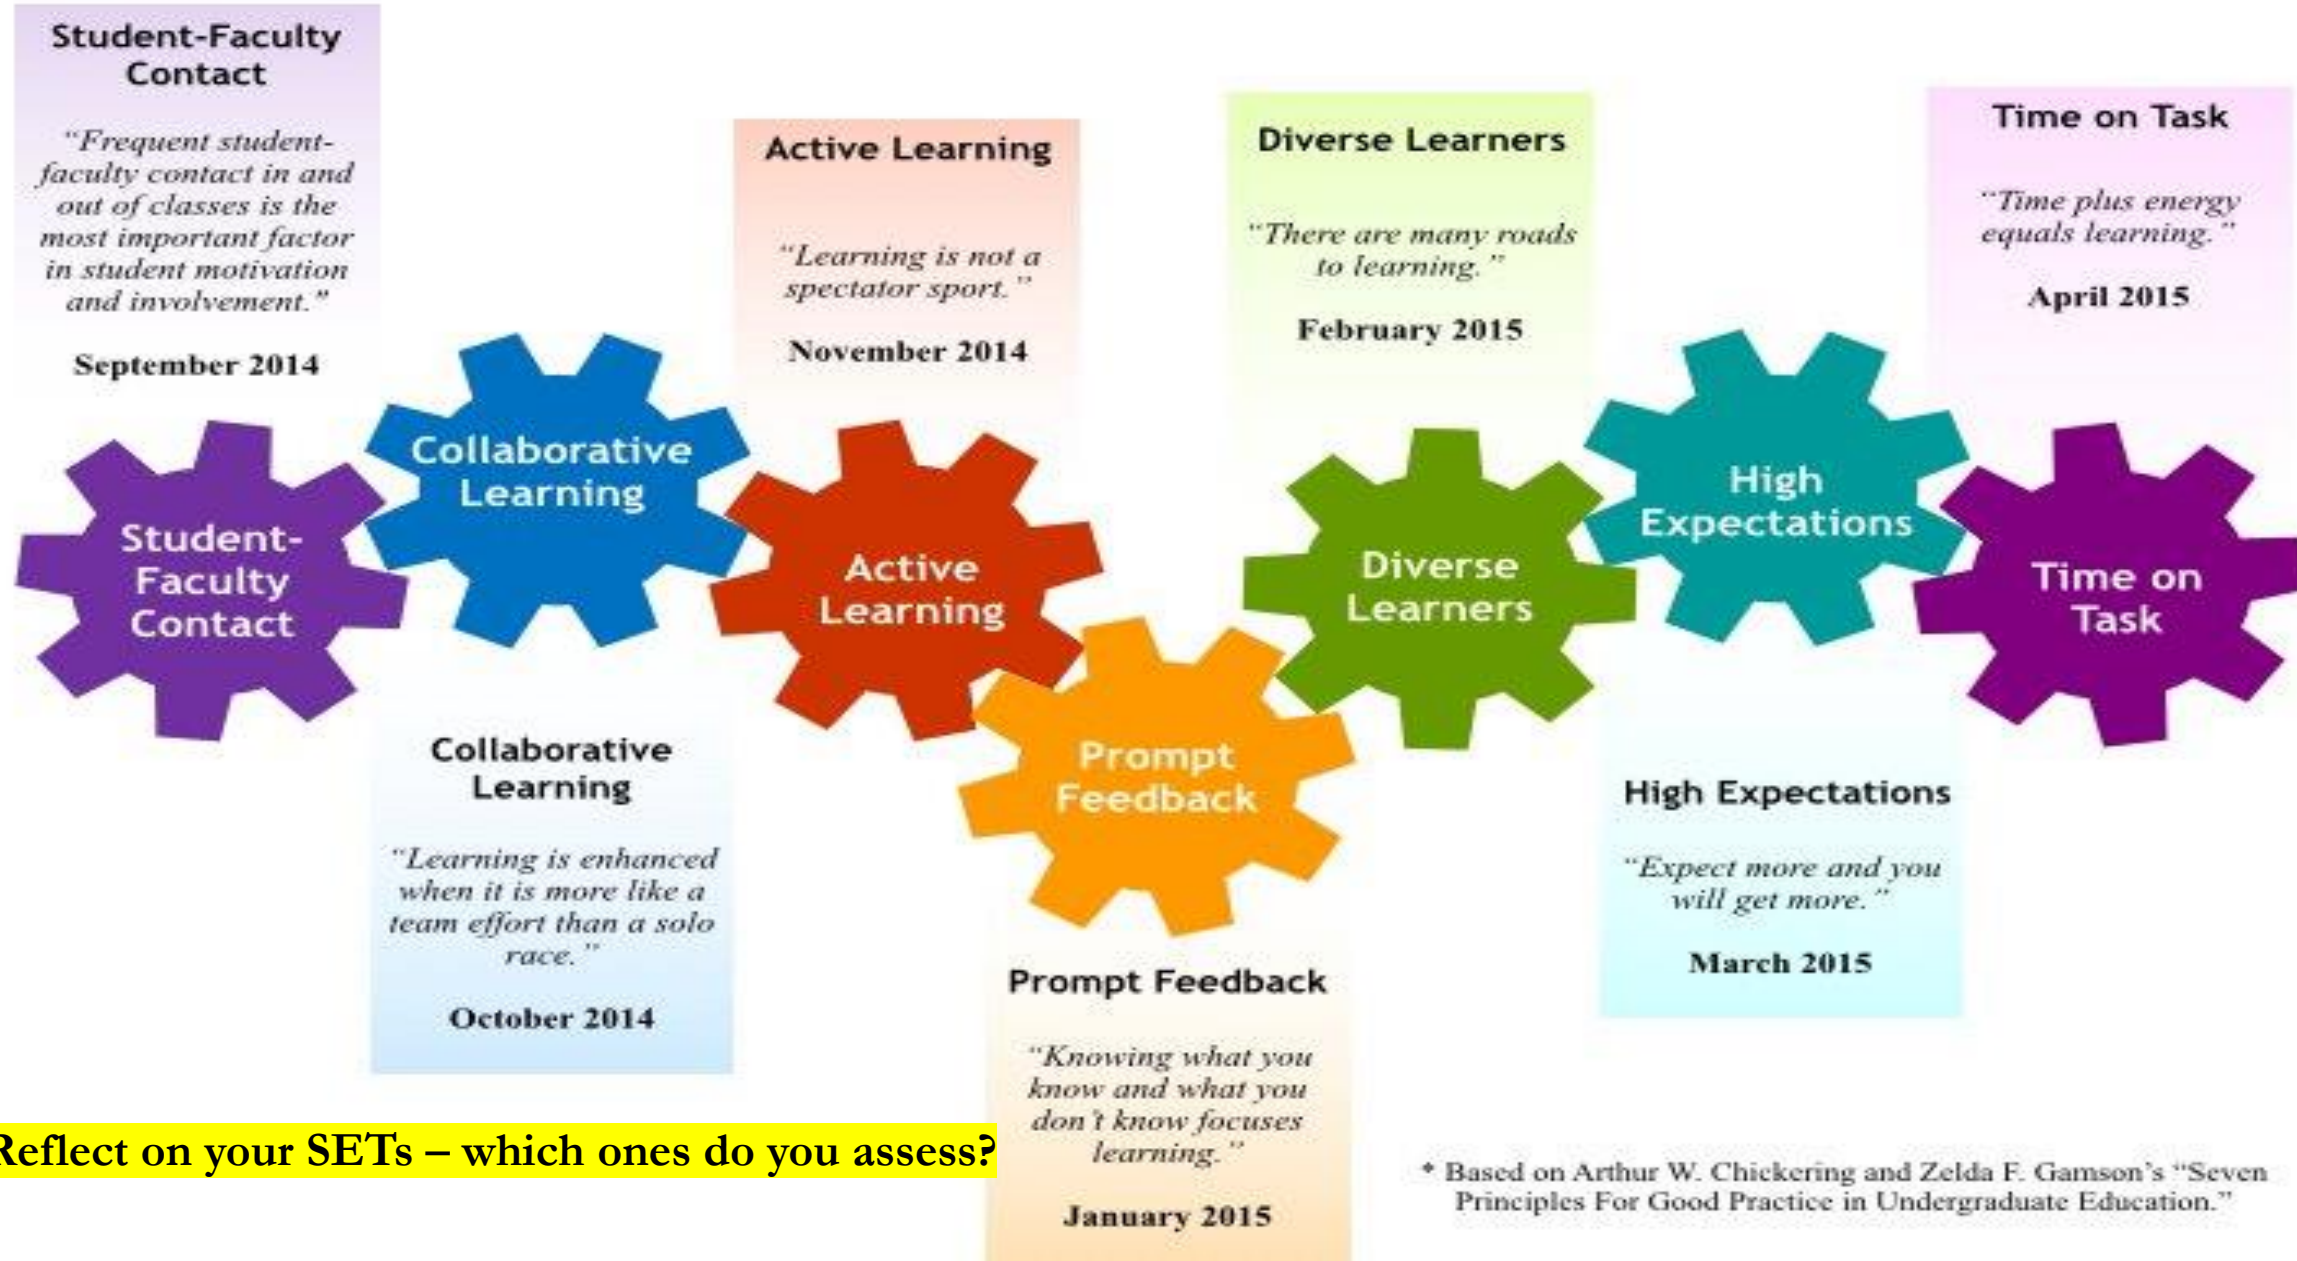 Student-Faculty
Contact
“Frequent student-
faculty contact in and
out of classes is the
most important factor
in student motivation
and involvement.”
September 2014
Student-
Faculty
Contact
Collaborative
Learning
Collaborative
Learning
“Learning is enhanced
when it is more like a
team effort than a solo
race.”
October 2014
Active Learning
“Learning is not a
spectator sport.”
November 2014
Active
Learning
Prompt
Feedback
Prompt Feedback
“Knowing what you
know and what you
don’t know focuses
learning.”
January 2015
Diverse Learners
“There are many roads
to learning.”
February 2015
Diverse
Learners
High
Expectations
High Expectations
“Expect more and you
will get more.”
March 2015
Time on Task
“Time plus energy
equals learning.”
April 2015
Time on
Task
Reflect on your SETs – which ones do you assess?
* Based on Arthur W. Chickering and Zelda F. Gamson’s “Seven
Principles For Good Practice in Undergraduate Education.”